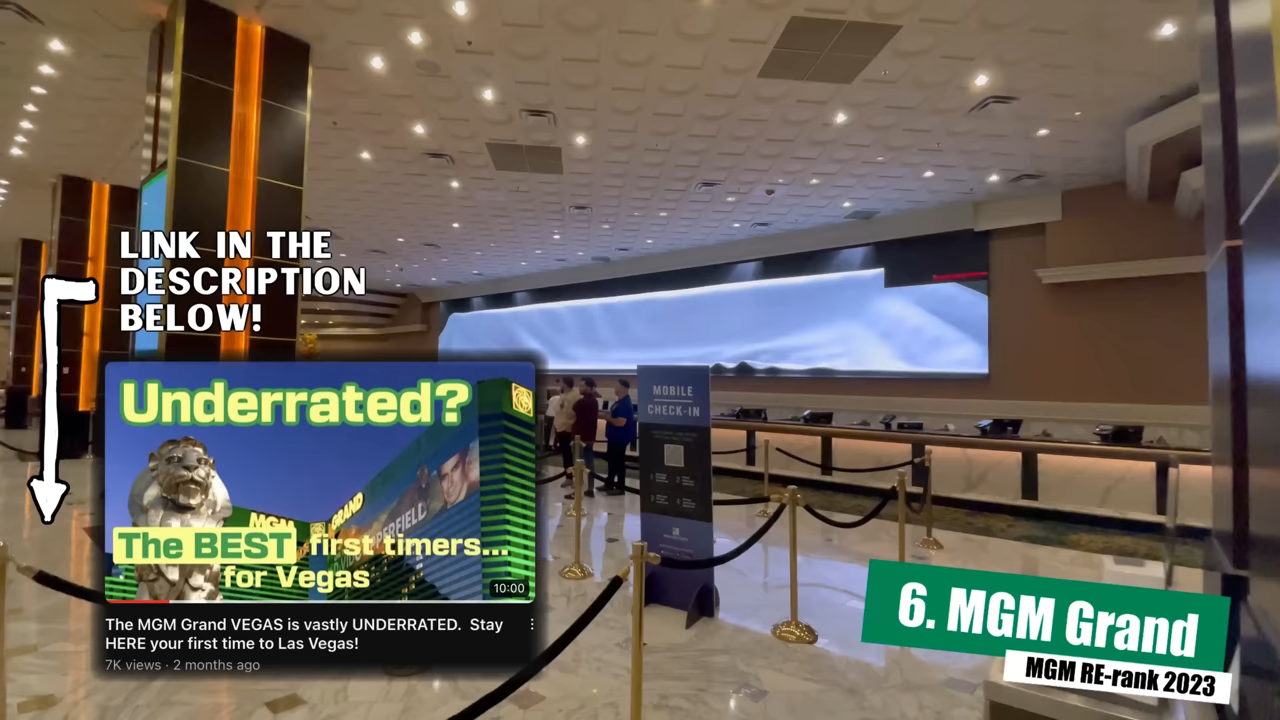 LINK IN THE
DESCRIPTION
BELOW!
Underrated?
MGM
GRAND
The BEST first timers...
for Vegas
10:00
The MGM Grand VEGAS is vastly UNDERRATED. Stay
HERE your first time to Las Vegas!
7K views · 2 months ago
MOBILE
CHECK-IN
6. MGM Grand
MGM RE-rank 2023